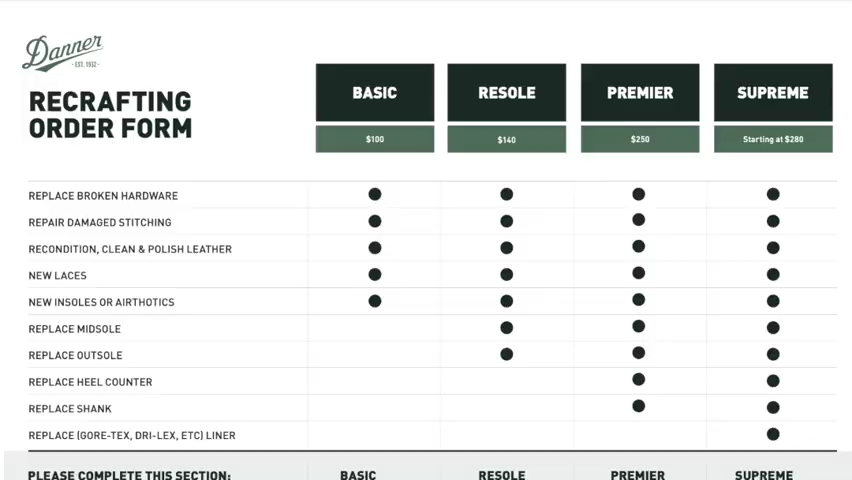 Danner
- EST. 1932 -
RECRAFTING
ORDER FORM
BASIC RESOLE PREMIER SUPREME
$100 $140 $250 Starting at $280
REPLACE BROKEN HARDWARE
REPAIR DAMAGED STITCHING
RECONDITION, CLEAN & POLISH LEATHER
NEW LACES
NEW INSOLES OR AIRTHOTICS
REPLACE MIDSOLE
REPLACE OUTSOLE
REPLACE HEEL COUNTER
REPLACE SHANK
REPLACE (GORE-TEX, DRI-LEX, ETC) LINER
PLEASE COMPLETE THIS SECTION: BASIC RESOLE PREMIER SUPREME